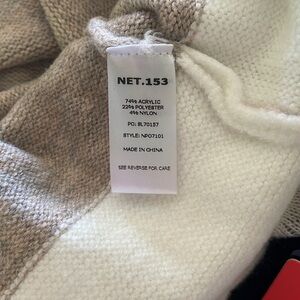 NET.153
74% ACRYLIC
22% POLYESTER
4% NYLON
PO: BL70157
STYLE: NPO7101
MADE IN CHINA
SEE REVERSE FOR CARE